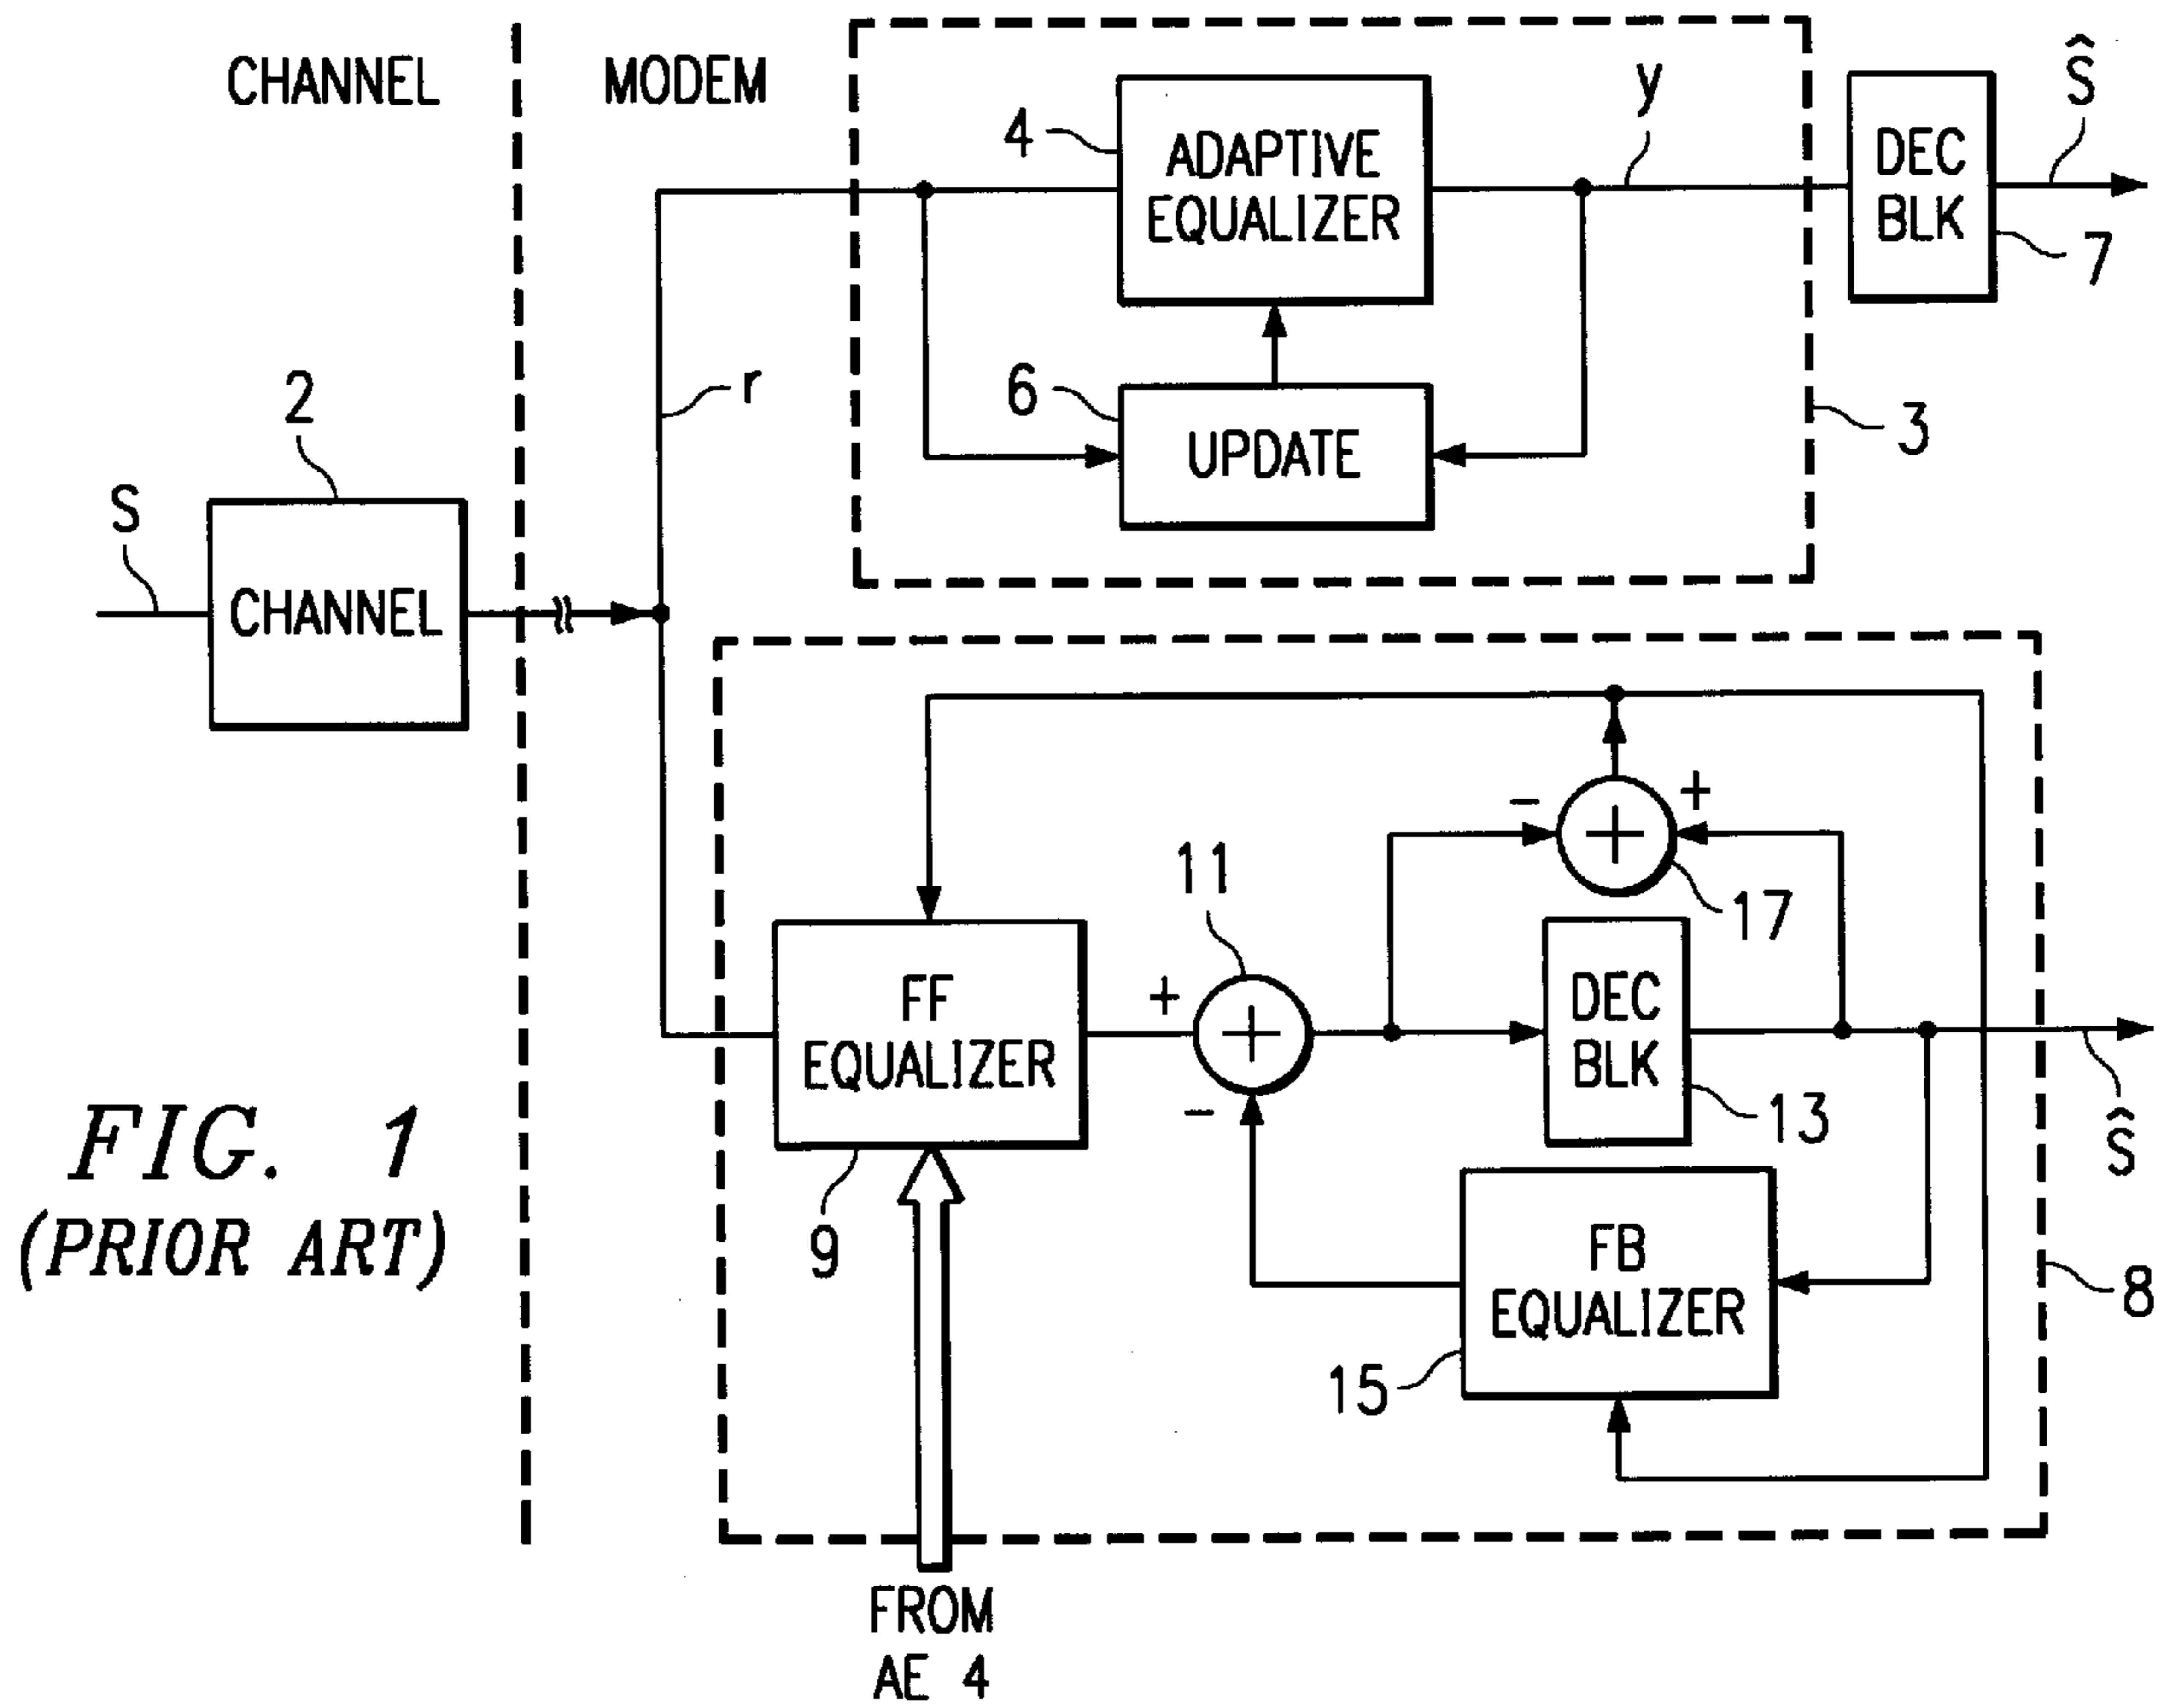 CHANNEL
MODEM
4
ADAPTIVE
EQUALIZER
y
DEC
BLK
Ŝ
7
6
UPDATE
3
r
2
S
CHANNEL
11
- + +
17
FF
EQUALIZER
9
+
-
DEC
BLK
13
Ŝ
FB
EQUALIZER
15
8
+
FIG. 1
(PRIOR ART)
FROM
AE 4